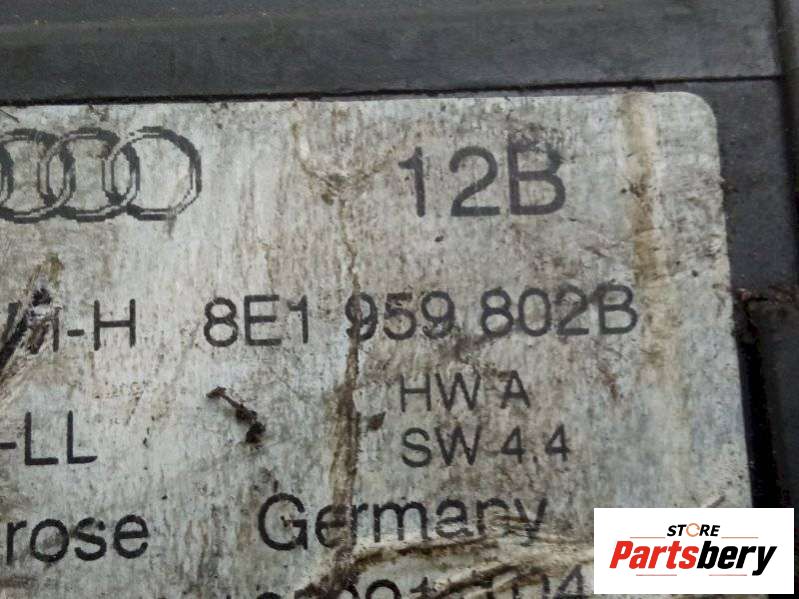 12B
-H 8E1 959 802B
HW A
-LL SW 4.4
rose Germany
STORE
Partsbery